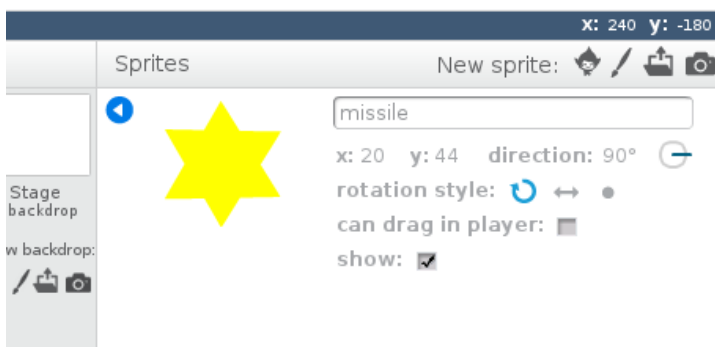 x: 240 y: -180
Sprites New sprite:
missile
x: 20 y: 44 direction: 90°
rotation style:
can drag in player:
show:
Stage
backdrop
w backdrop: